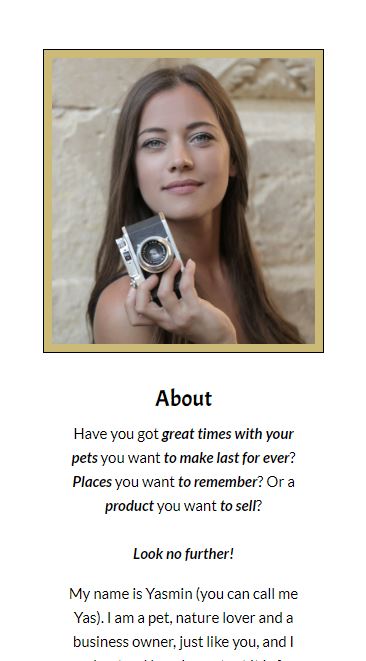 About
Have you got great times with your
pets you want to make last for ever?
Places you want to remember? Or a
product you want to sell?
Look no further!
My name is Yasmin (you can call me
Yas). I am a pet, nature lover and a
business owner, just like you, and I